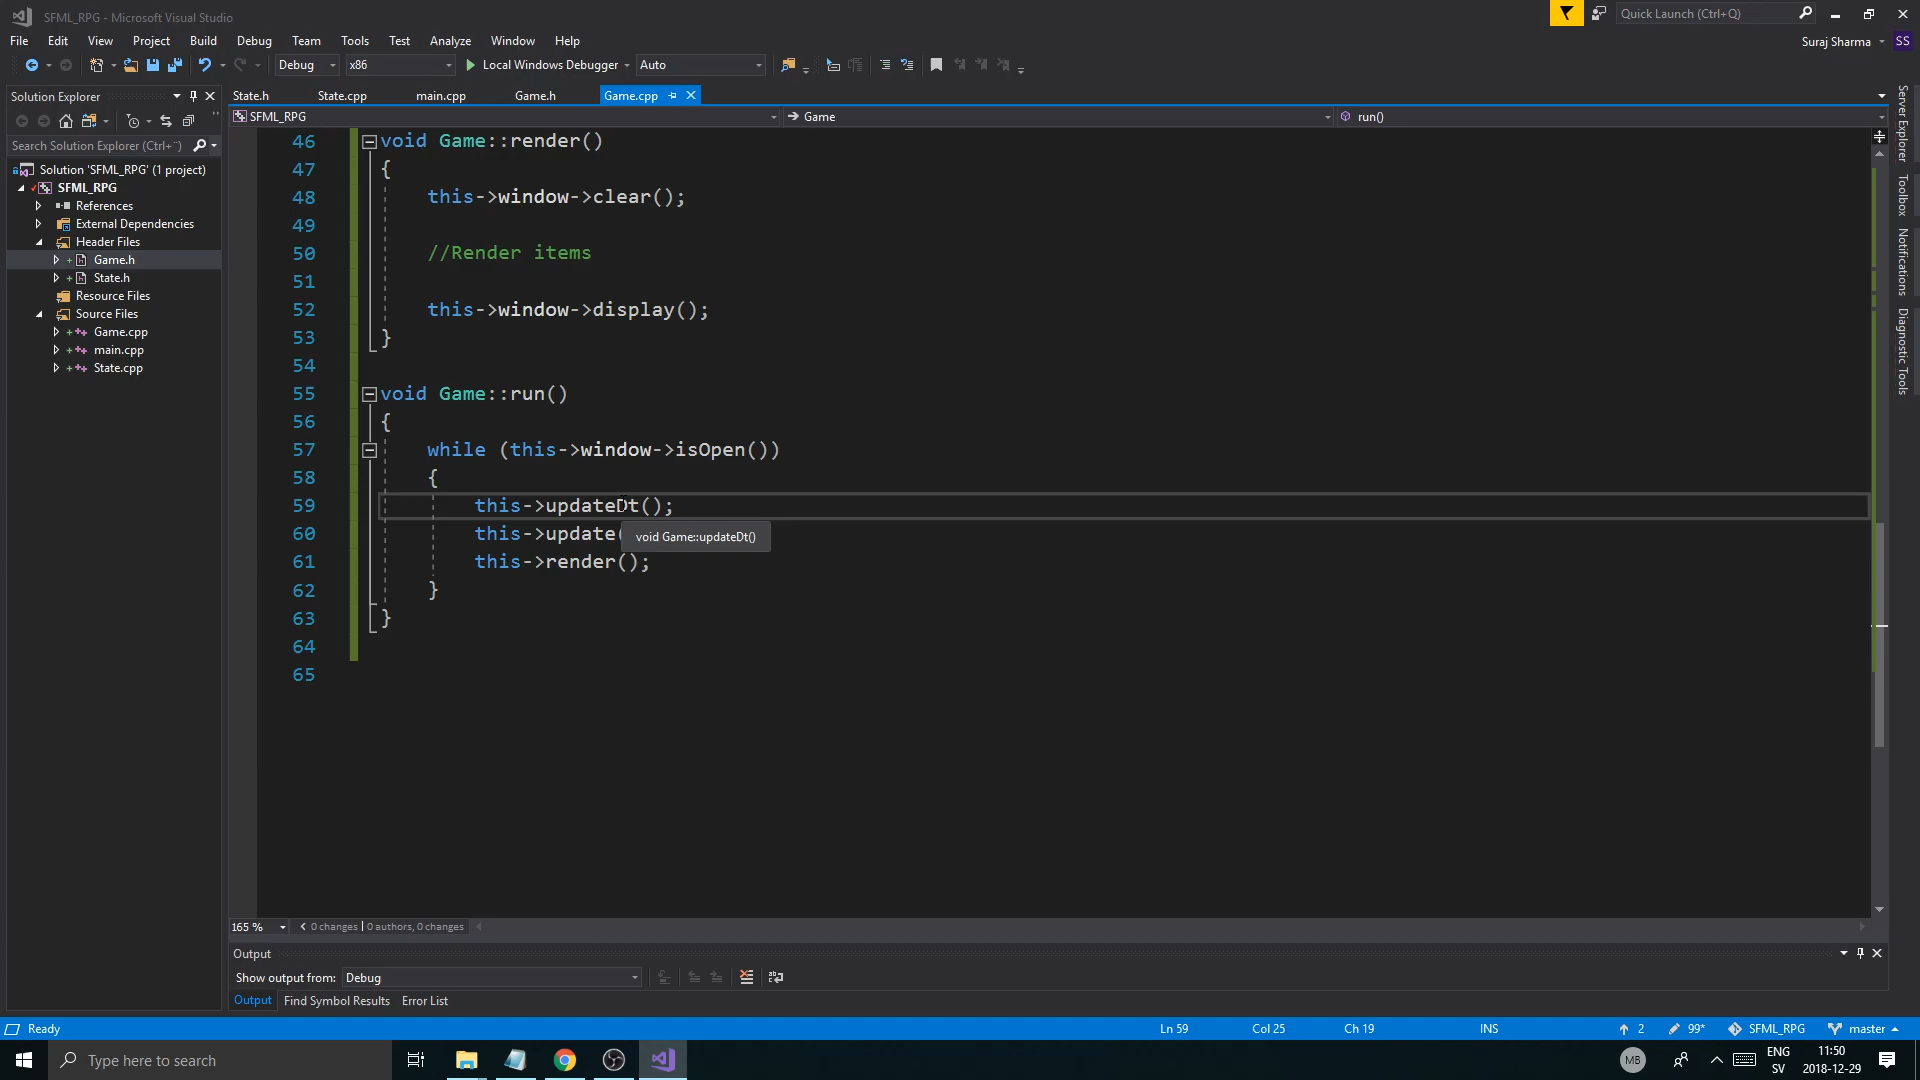 SFML_RPG - Microsoft Visual Studio
Quick Launch (Ctrl+Q)
File Edit View Project Build Debug Team Tools Test Analyze Window Help
Suraj Sharma SS
Debug x86 Local Windows Debugger Auto
Solution Explorer
State.h State.cpp main.cpp Game.h Game.cpp
SFML_RPG Game run()
Search Solution Explorer (Ctrl+¨)
Solution 'SFML_RPG' (1 project)
SFML_RPG
References
External Dependencies
Header Files
Game.h
State.h
Resource Files
Source Files
Game.cpp
main.cpp
State.cpp
46 void Game::render()
47 {
48 this->window->clear();
49
50 //Render items
51
52 this->window->display();
53 }
54
55 void Game::run()
56 {
57 while (this->window->isOpen())
58 {
59 this->updateDt();
60 this->update(
void Game::updateDt()
61 this->render();
62 }
63 }
64
65
Server Explorer
Toolbox
Notifications
Diagnostic Tools
165 % 0 changes | 0 authors, 0 changes
Output
Show output from: Debug
Output Find Symbol Results Error List
Ready Ln 59 Col 25 Ch 19 INS 2 99* SFML_RPG master
Type here to search
MB ENG SV 11:50 2018-12-29